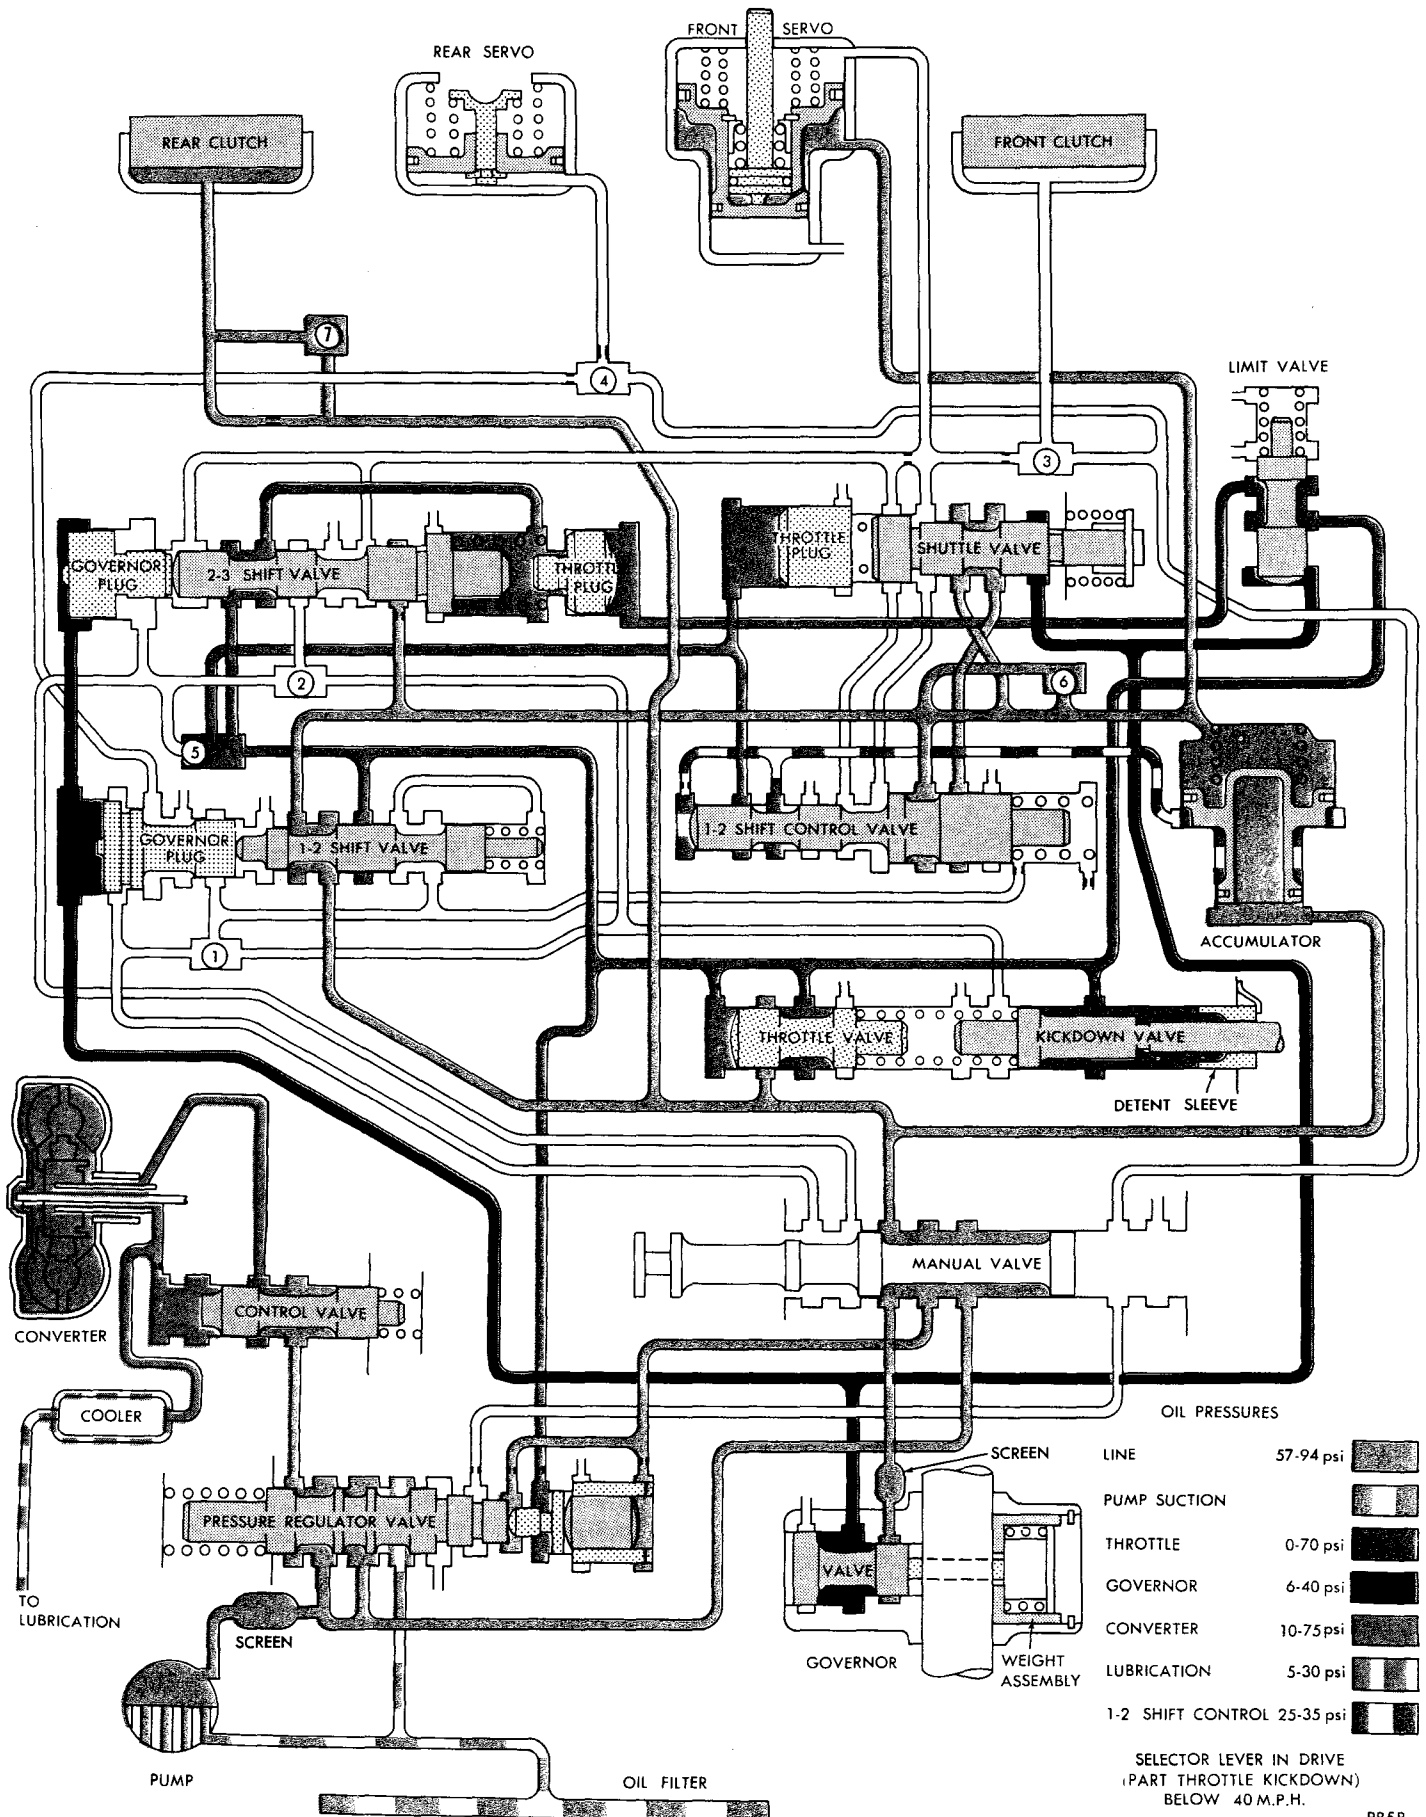 FRONT SERVO
REAR SERVO
REAR CLUTCH
FRONT CLUTCH
7
4
LIMIT VALVE
3
GOVERNOR
PLUG
2-3 SHIFT VALVE
THROTTLE
PLUG
THROTTLE
PLUG
SHUTTLE VALVE
2
6
5
GOVERNOR
PLUG
1-2 SHIFT VALVE
1-2 SHIFT CONTROL VALVE
1
ACCUMULATOR
THROTTLE VALVE
KICKDOWN VALVE
DETENT SLEEVE
MANUAL VALVE
CONTROL VALVE
CONVERTER
COOLER
TO
LUBRICATION
PRESSURE REGULATOR VALVE
SCREEN
PUMP
OIL FILTER
SCREEN
VALVE
GOVERNOR
WEIGHT
ASSEMBLY
OIL PRESSURES
LINE 57-94 psi
PUMP SUCTION
THROTTLE 0-70 psi
GOVERNOR 6-40 psi
CONVERTER 10-75 psi
LUBRICATION 5-30 psi
1-2 SHIFT CONTROL 25-35 psi
SELECTOR LEVER IN DRIVE
(PART THROTTLE KICKDOWN)
BELOW 40 M.P.H.